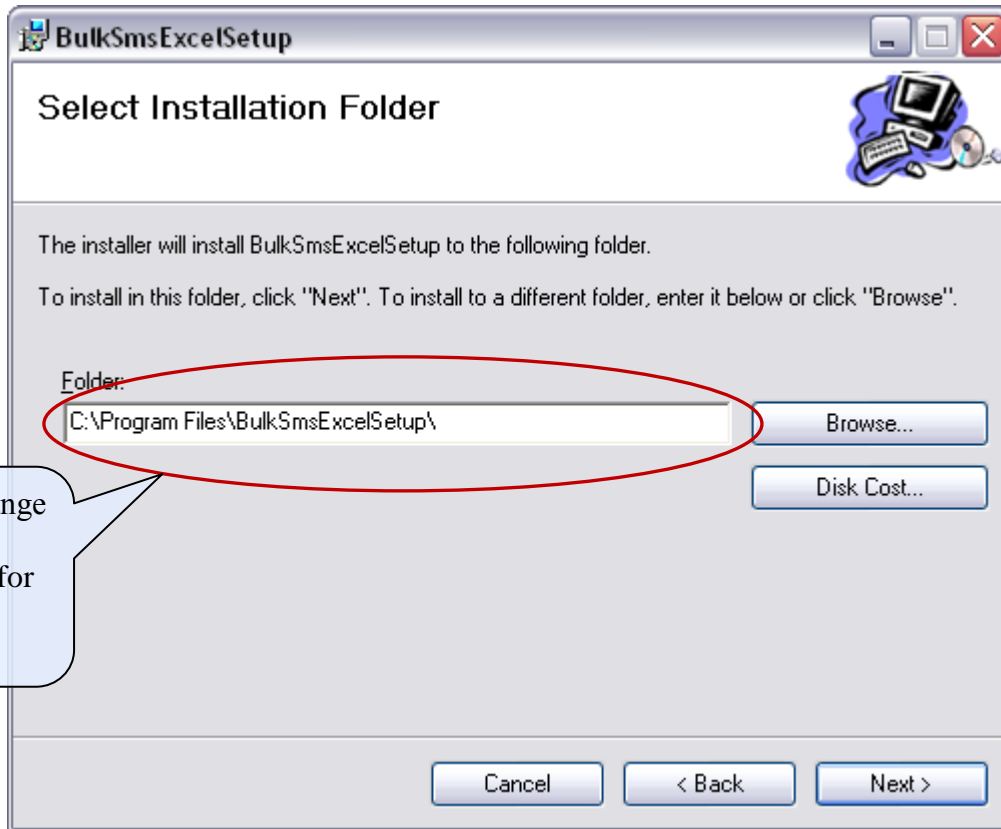 BulkSmsExcelSetup
Select Installation Folder
The installer will install BulkSmsExcelSetup to the following folder.
To install in this folder, click "Next". To install to a different folder, enter it below or click "Browse".
Folder:
C:\Program Files\BulkSmsExcelSetup\
Browse...
Disk Cost...
for
Cancel
< Back
Next >